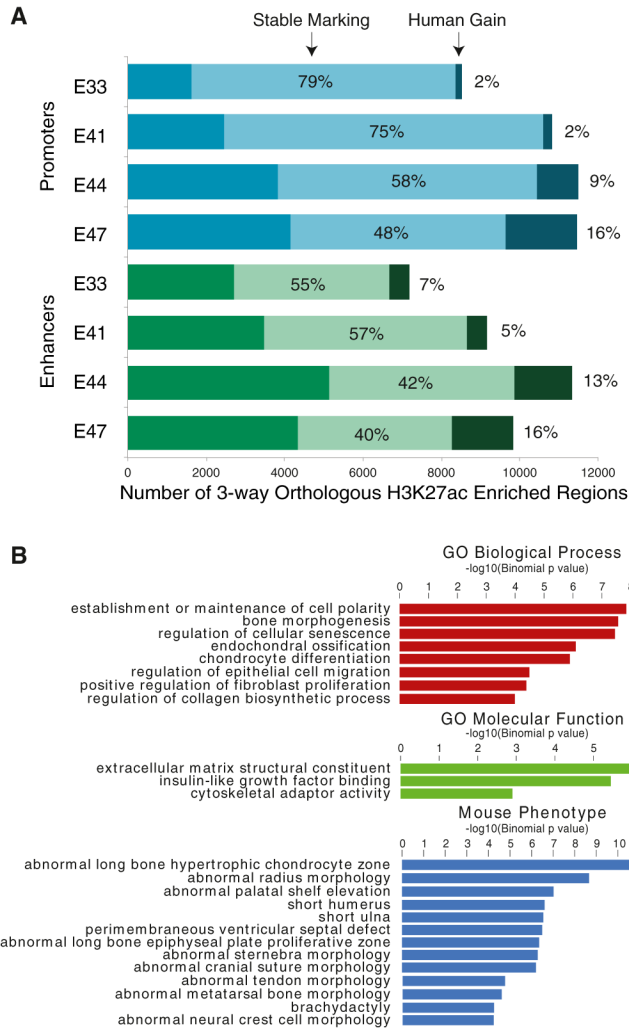 A
Stable Marking Human Gain
Promoters
E33 79% 2%
E41 75% 2%
E44 58% 9%
E47 48% 16%
Enhancers
E33 55% 7%
E41 57% 5%
E44 42% 13%
E47 40% 16%
0 2000 4000 6000 8000 10000 12000
Number of 3-way Orthologous H3K27ac Enriched Regions
B
GO Biological Process
-log10(Binomial p value)
0 1 2 3 4 5 6 7 8
establishment or maintenance of cell polarity
bone morphogenesis
regulation of cellular senescence
endochondral ossification
chondrocyte differentiation
regulation of epithelial cell migration
positive regulation of fibroblast proliferation
regulation of collagen biosynthetic process
GO Molecular Function
-log10(Binomial p value)
0 1 2 3 4 5
extracellular matrix structural constituent
insulin-like growth factor binding
cytoskeletal adaptor activity
Mouse Phenotype
-log10(Binomial p value)
0 1 2 3 4 5 6 7 8 9 10
abnormal long bone hypertrophic chondrocyte zone
abnormal radius morphology
abnormal palatal shelf elevation
short humerus
short ulna
perimembraneous ventricular septal defect
abnormal long bone epiphyseal plate proliferative zone
abnormal sternebra morphology
abnormal cranial suture morphology
abnormal tendon morphology
abnormal metatarsal bone morphology
brachydactyly
abnormal neural crest cell morphology